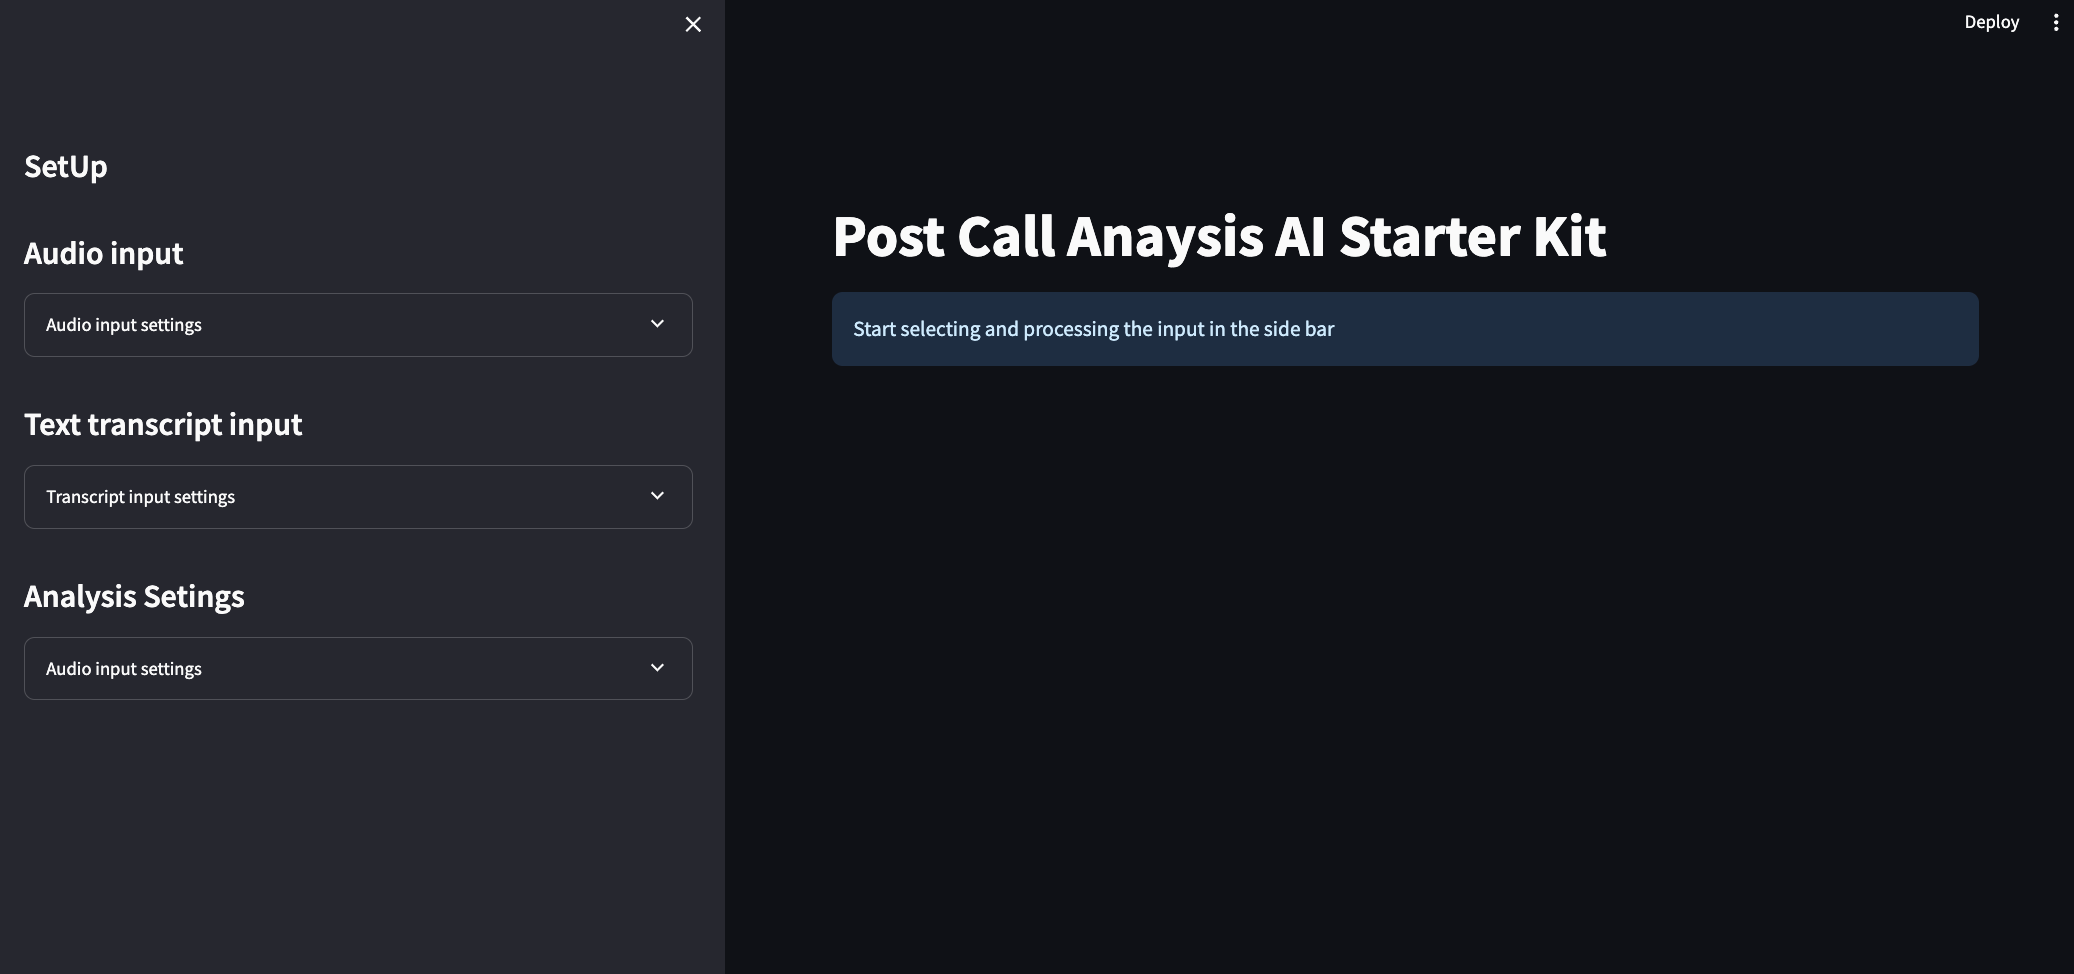 Deploy
SetUp
Audio input
Audio input settings
Text transcript input
Transcript input settings
Analysis Setings
Audio input settings
Post Call Anaysis AI Starter Kit
Start selecting and processing the input in the side bar